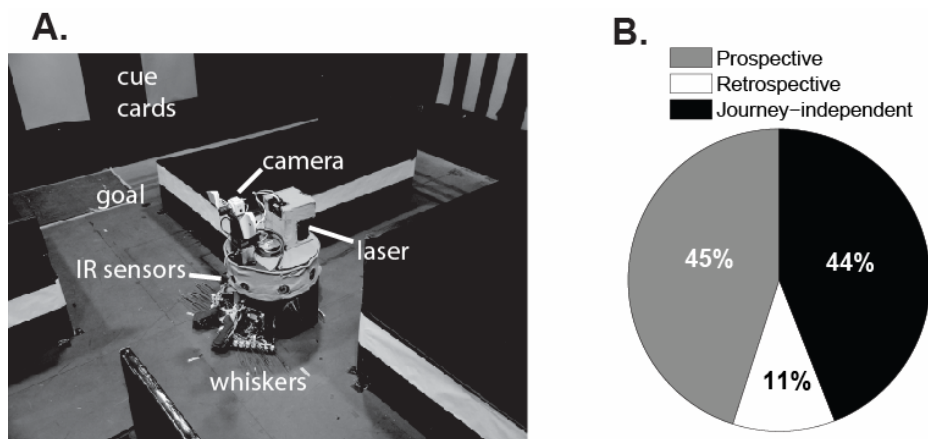 A.
cue
cards
camera
goal
laser
IR sensors
whiskers
B.
Prospective
Retrospective
Journey−independent
45%
44%
11%